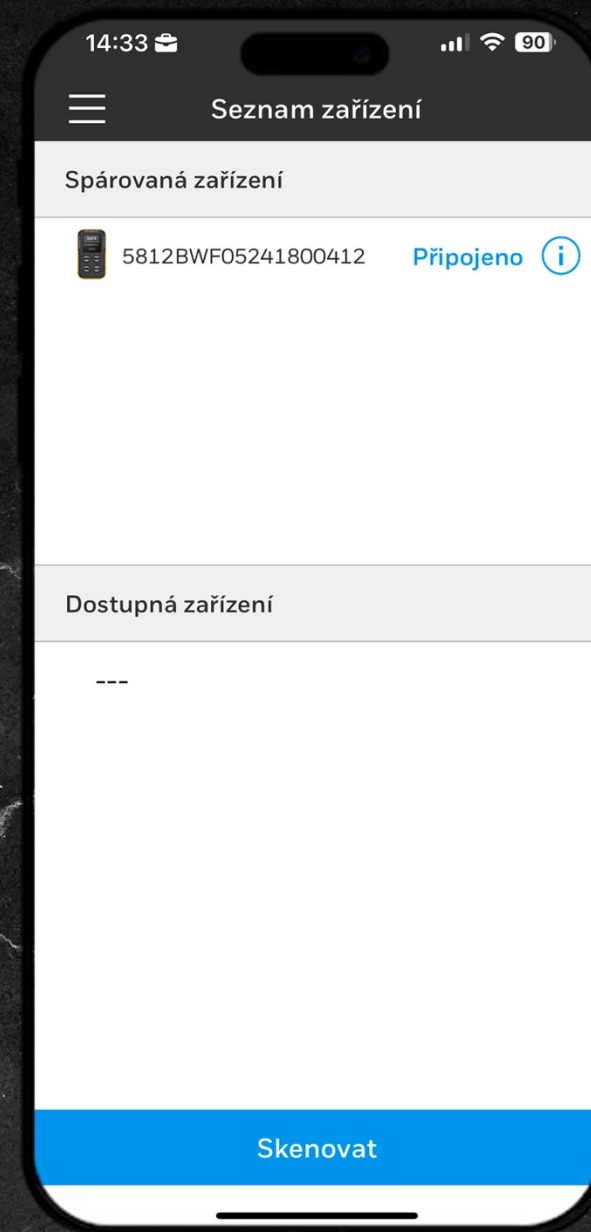 14:33
90
Seznam zařízení
Spárovaná zařízení
5812BWF05241800412 Připojeno i
Dostupná zařízení
---
Skenovat